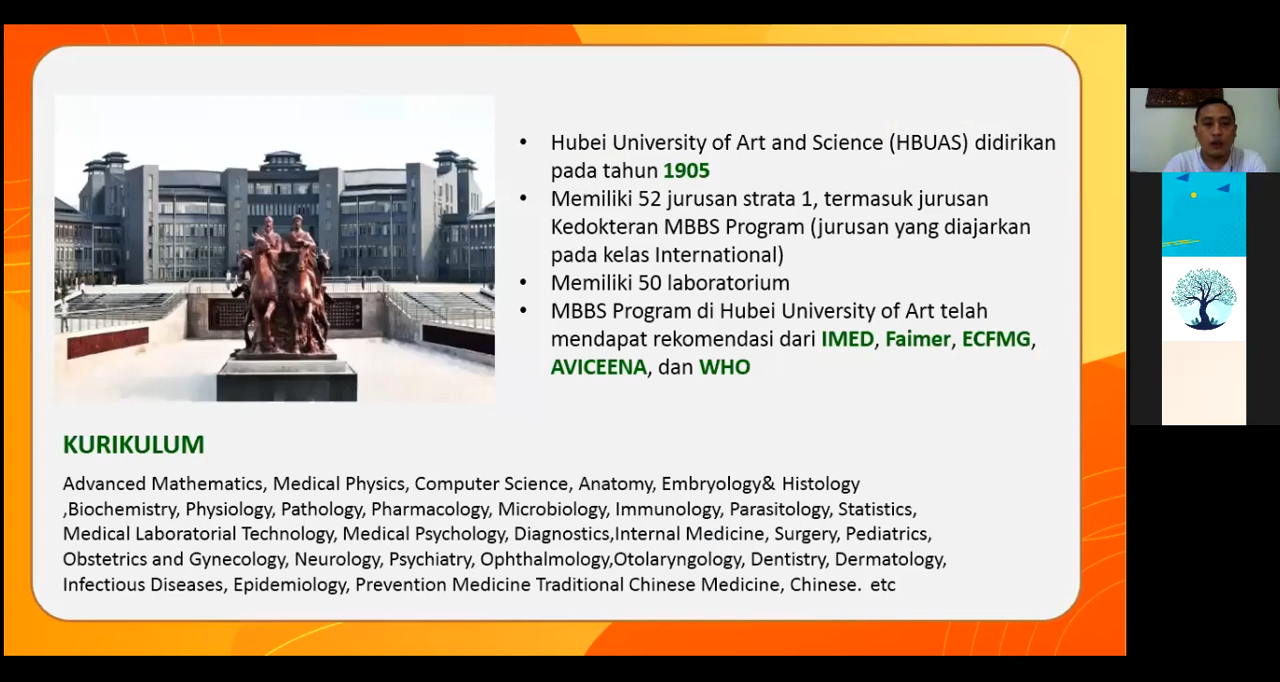 • Hubei University of Art and Science (HBUAS) didirikan
pada tahun 1905
• Memiliki 52 jurusan strata 1, termasuk jurusan
Kedokteran MBBS Program (jurusan yang diajarkan
pada kelas International)
• Memiliki 50 laboratorium
• MBBS Program di Hubei University of Art telah
mendapat rekomendasi dari IMED, Faimer, ECFMG,
AVICEENA, dan WHO
KURIKULUM
Advanced Mathematics, Medical Physics, Computer Science, Anatomy, Embryology& Histology
,Biochemistry, Physiology, Pathology, Pharmacology, Microbiology, Immunology, Parasitology, Statistics,
Medical Laboratorial Technology, Medical Psychology, Diagnostics,Internal Medicine, Surgery, Pediatrics,
Obstetrics and Gynecology, Neurology, Psychiatry, Ophthalmology,Otolaryngology, Dentistry, Dermatology,
Infectious Diseases, Epidemiology, Prevention Medicine Traditional Chinese Medicine, Chinese. etc